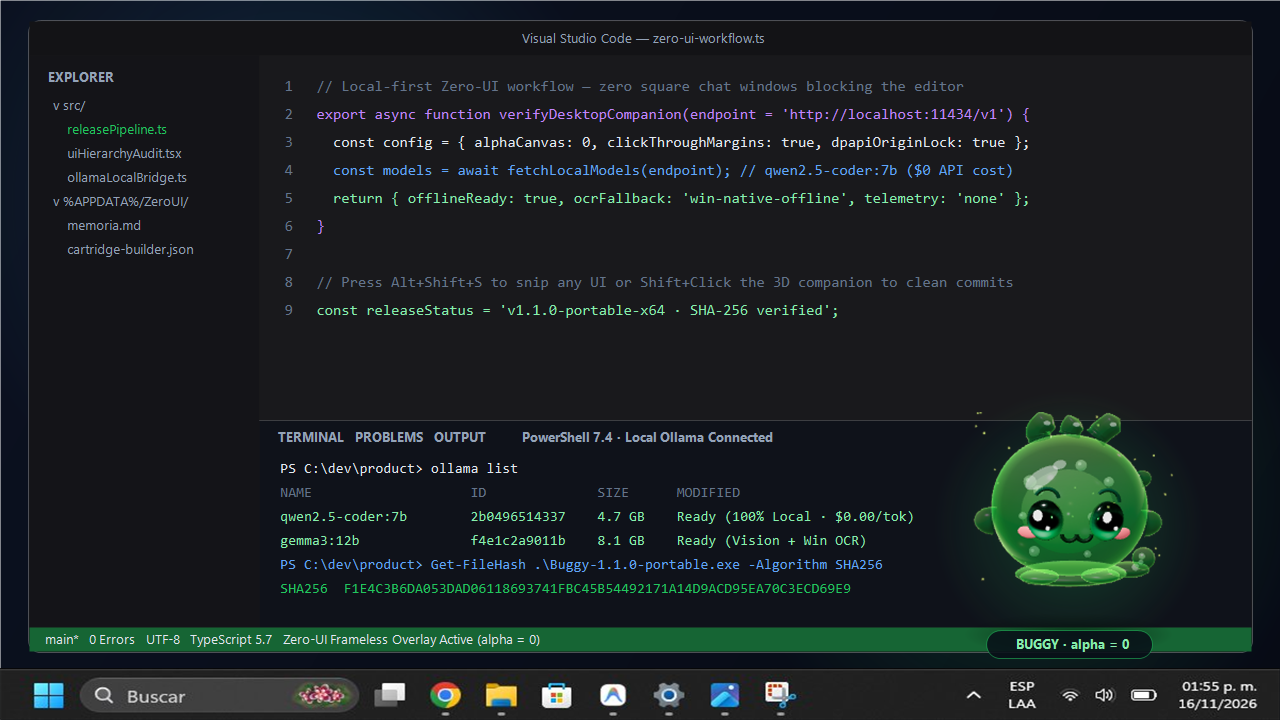 Visual Studio Code — zero-ui-workflow.ts
EXPLORER
v src/
releasePipeline.ts
uiHierarchyAudit.tsx
ollamaLocalBridge.ts
v %APPDATA%/ZeroUI/
memoria.md
cartridge-builder.json
1 // Local-first Zero-UI workflow — zero square chat windows blocking the editor
2 export async function verifyDesktopCompanion(endpoint = 'http://localhost:11434/v1') {
3 const config = { alphaCanvas: 0, clickThroughMargins: true, dpapiOriginLock: true };
4 const models = await fetchLocalModels(endpoint); // qwen2.5-coder:7b ($0 API cost)
5 return { offlineReady: true, ocrFallback: 'win-native-offline', telemetry: 'none' };
6 }
7
8 // Press Alt+Shift+S to snip any UI or Shift+Click the 3D companion to clean commits
9 const releaseStatus = 'v1.1.0-portable-x64 · SHA-256 verified';
TERMINAL PROBLEMS OUTPUT PowerShell 7.4 · Local Ollama Connected
PS C:\dev\product> ollama list
NAME ID SIZE MODIFIED
qwen2.5-coder:7b 2b0496514337 4.7 GB Ready (100% Local · $0.00/tok)
gemma3:12b f4e1c2a9011b 8.1 GB Ready (Vision + Win OCR)
PS C:\dev\product> Get-FileHash .\Buggy-1.1.0-portable.exe -Algorithm SHA256
SHA256 F1E4C3B6DA053DAD06118693741FBC45B54492171A14D9ACD95EA70C3ECD69E9
main* 0 Errors UTF-8 TypeScript 5.7 Zero-UI Frameless Overlay Active (alpha = 0)
BUGGY · alpha = 0
Buscar
ESP
LAA
01:55 p. m.
16/11/2026